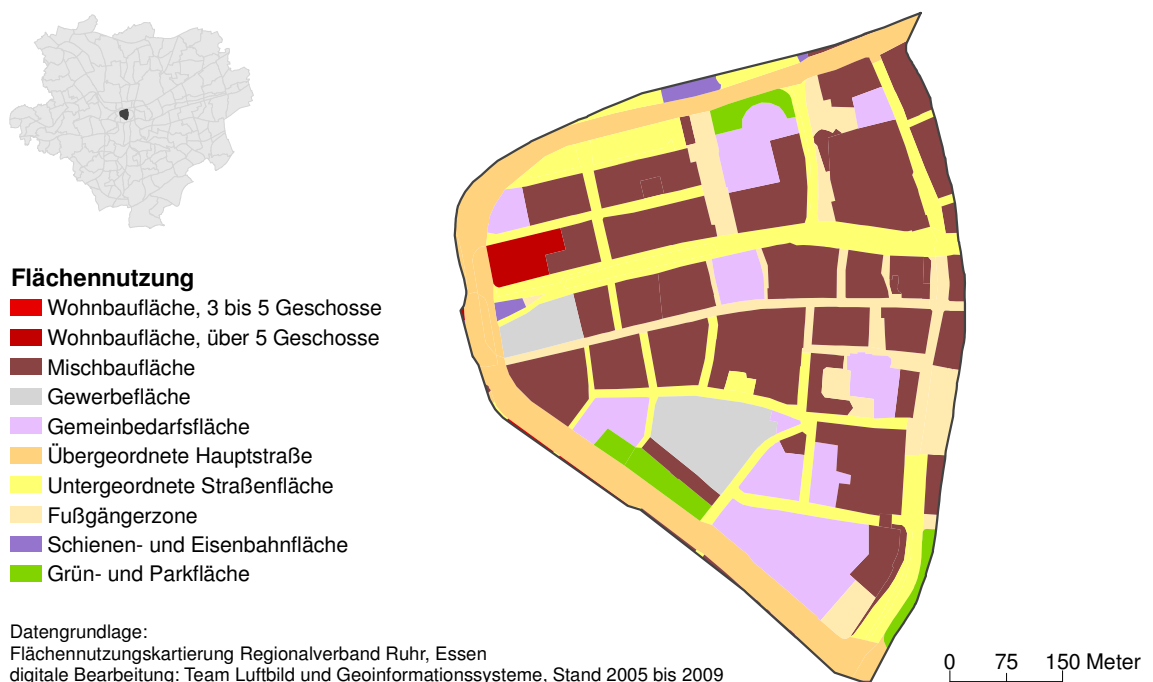 Flächennutzung
Wohnbaufläche, 3 bis 5 Geschosse
Wohnbaufläche, über 5 Geschosse
Mischbaufläche
Gewerbefläche
Gemeinbedarfsfläche
Übergeordnete Hauptstraße
Untergeordnete Straßenfläche
Fußgängerzone
Schienen- und Eisenbahnfläche
Grün- und Parkfläche
Datengrundlage:
Flächennutzungskartierung Regionalverband Ruhr, Essen
digitale Bearbeitung: Team Luftbild und Geoinformationssysteme, Stand 2005 bis 2009
0 75 150 Meter